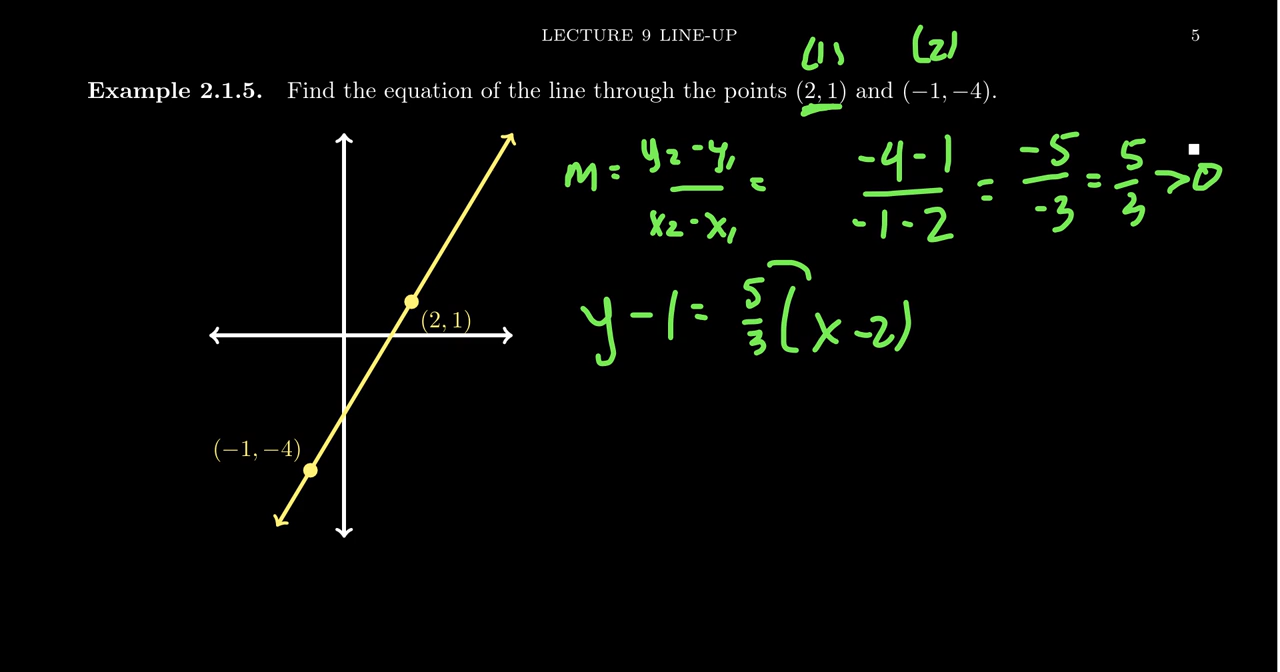 LECTURE 9 LINE-UP 5
(1) (2)
Example 2.1.5. Find the equation of the line through the points (2, 1) and (−1, −4).
m = y₂ - y₁ / x₂ - x₁ = -4 - 1 / -1 - 2 = -5 / -3 = 5/3 > 0
y - 1 = 5/3 (x - 2)
(2, 1)
(−1, −4)